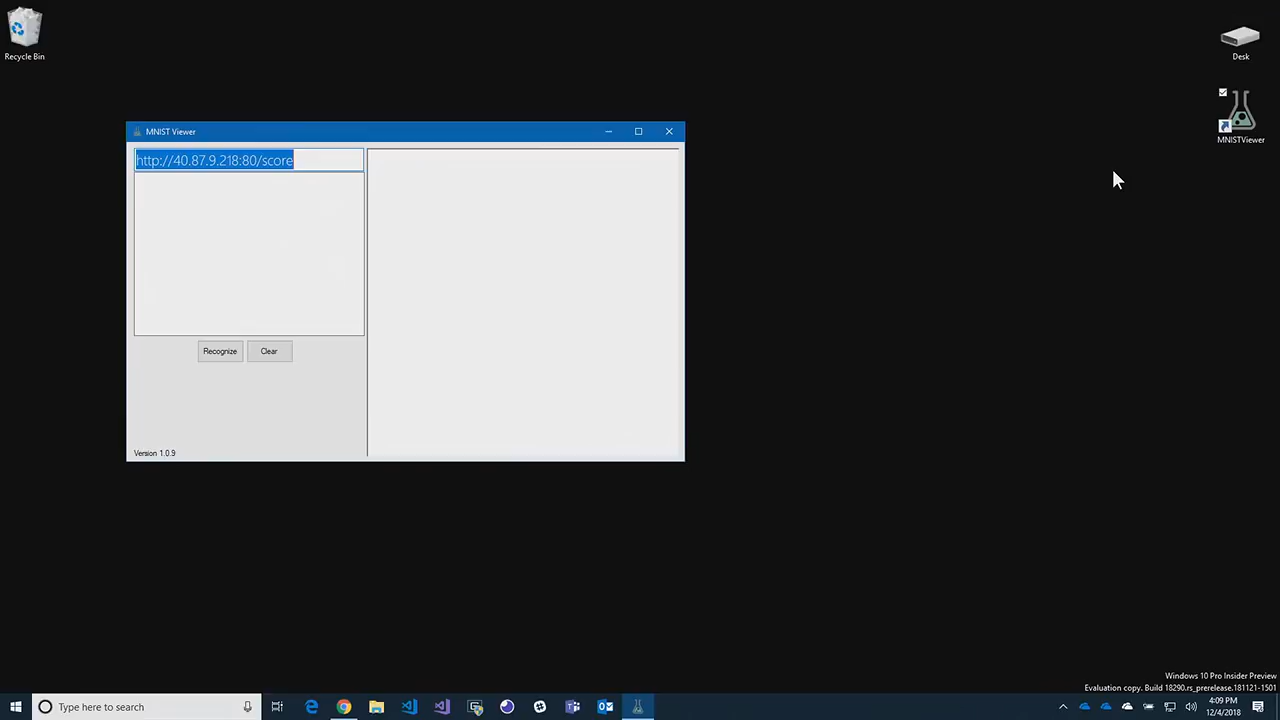 Recycle Bin
Desk
MNISTViewer
MNIST Viewer
http://40.87.9.218:80/score
Recognize
Clear
Version 1.0.9
Windows 10 Pro Insider Preview
Evaluation copy. Build 18290.rs_prerelease.181121-1501
Type here to search
4:09 PM
12/4/2018